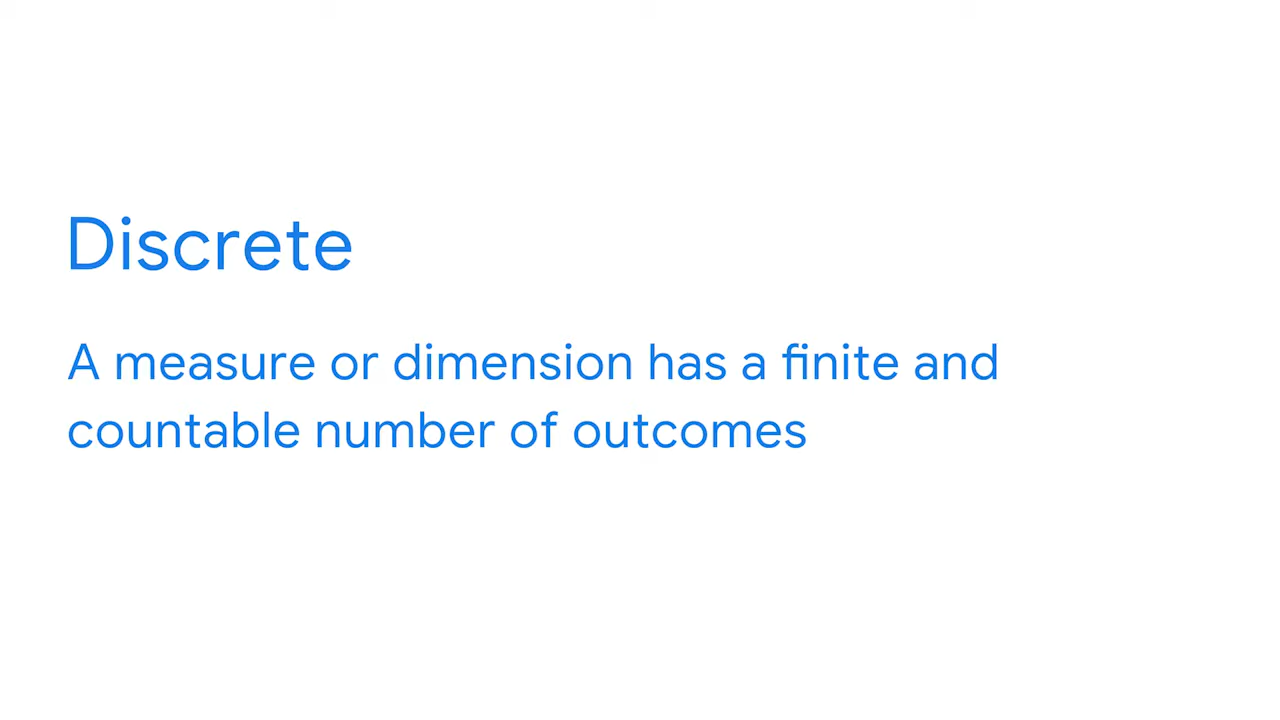 Discrete
A measure or dimension has a finite and
countable number of outcomes